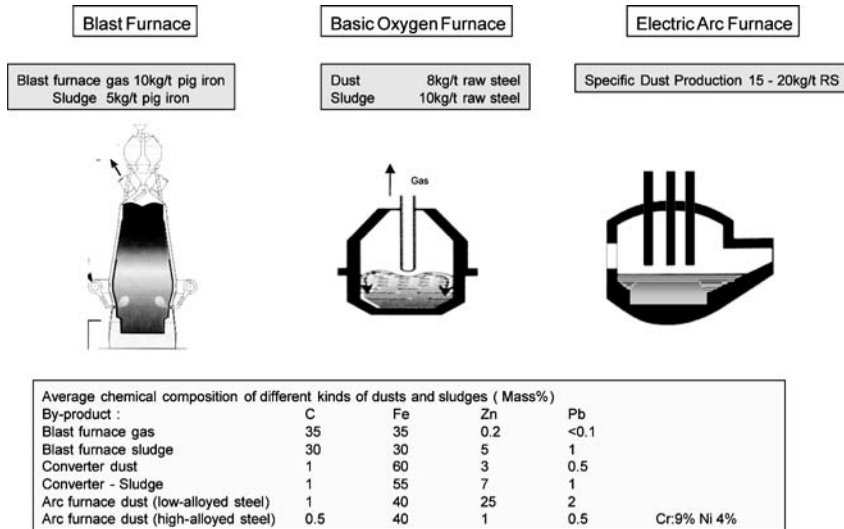 Blast Furnace
Basic Oxygen Furnace
Electric Arc Furnace
Blast furnace gas 10kg/t pig iron
Sludge 5kg/t pig iron
Dust 8kg/t raw steel
Sludge 10kg/t raw steel
Specific Dust Production 15 - 20kg/t RS
Gas
Average chemical composition of different kinds of dusts and sludges ( Mass%)
By-product : C Fe Zn Pb
Blast furnace gas 35 35 0.2 <0.1
Blast furnace sludge 30 30 5 1
Converter dust 1 60 3 0.5
Converter - Sludge 1 55 7 1
Arc furnace dust (low-alloyed steel) 1 40 25 2
Arc furnace dust (high-alloyed steel) 0.5 40 1 0.5 Cr:9% Ni 4%